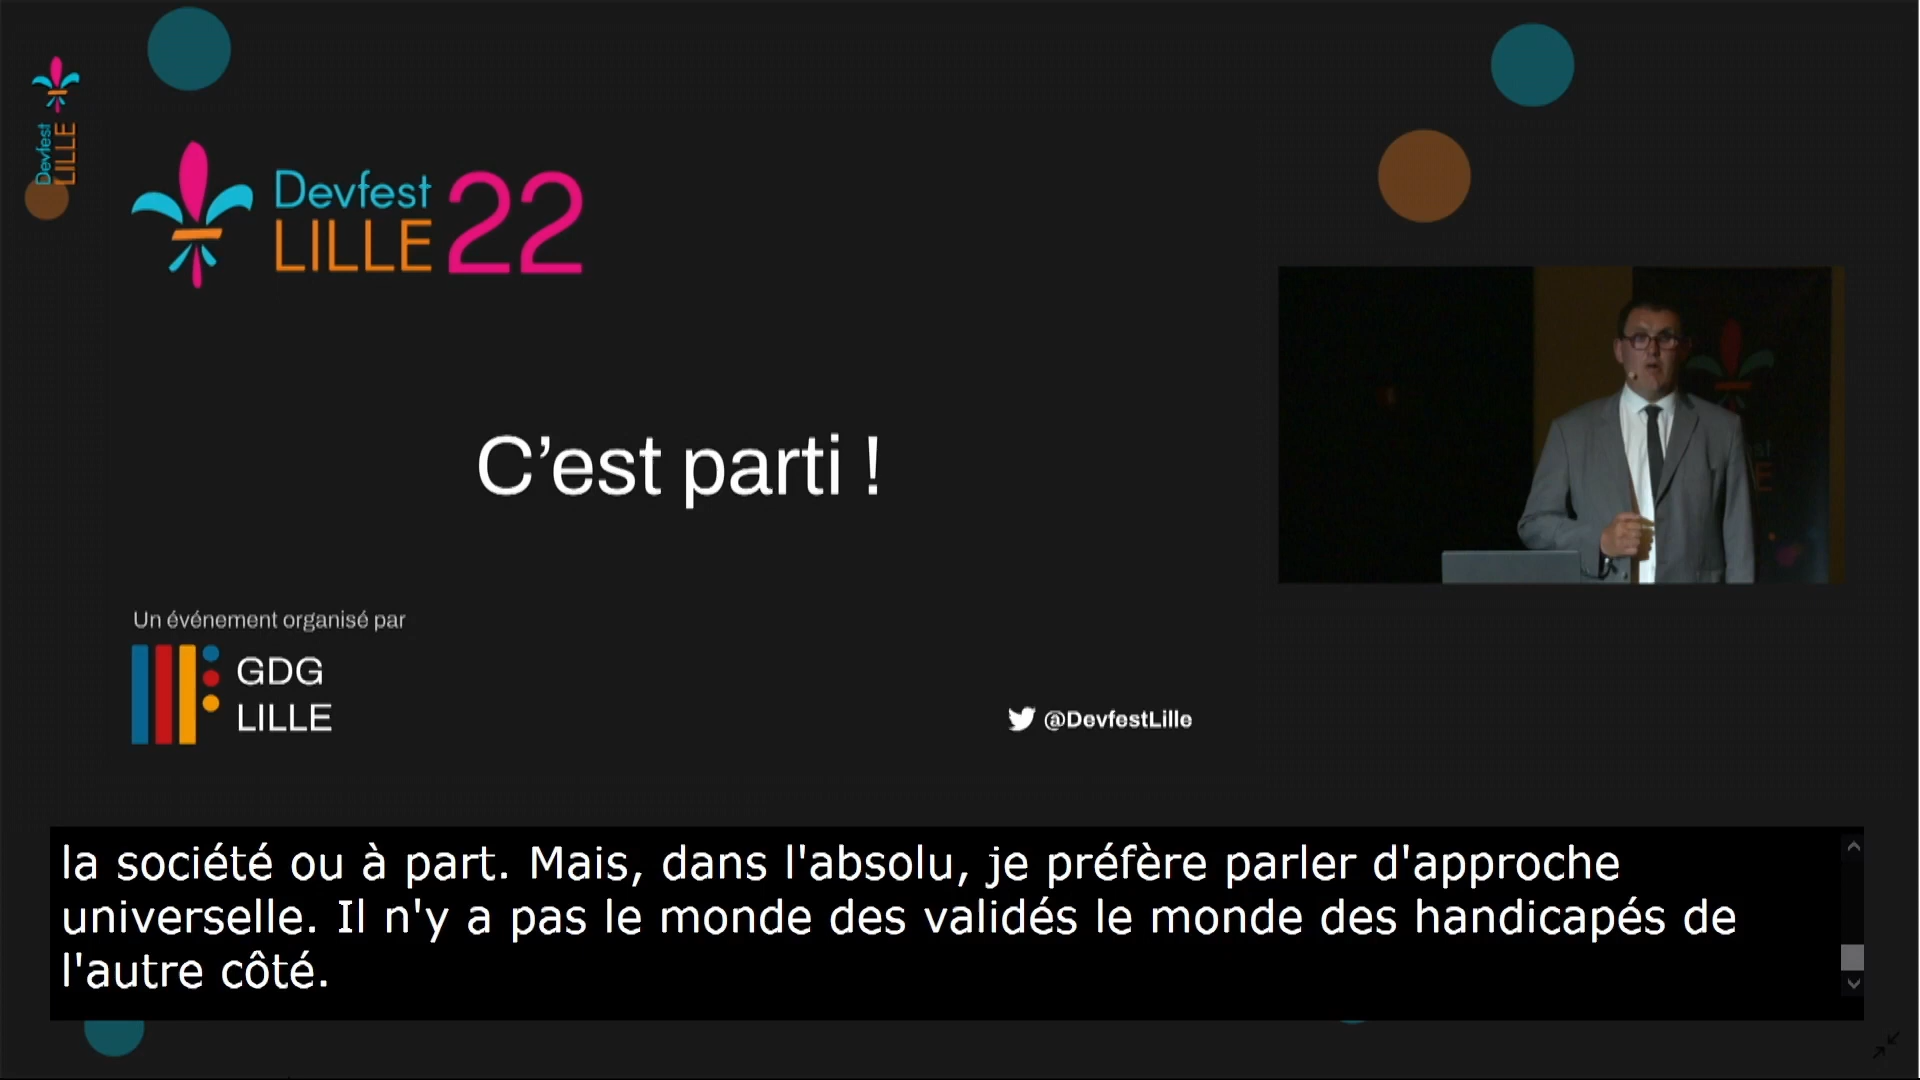 Devfest
LILLE
Devfest
LILLE 22
C'est parti !
Un événement organisé par
GDG
LILLE
@DevfestLille
la société ou à part. Mais, dans l'absolu, je préfère parler d'approche
universelle. Il n'y a pas le monde des validés le monde des handicapés de
l'autre côté.